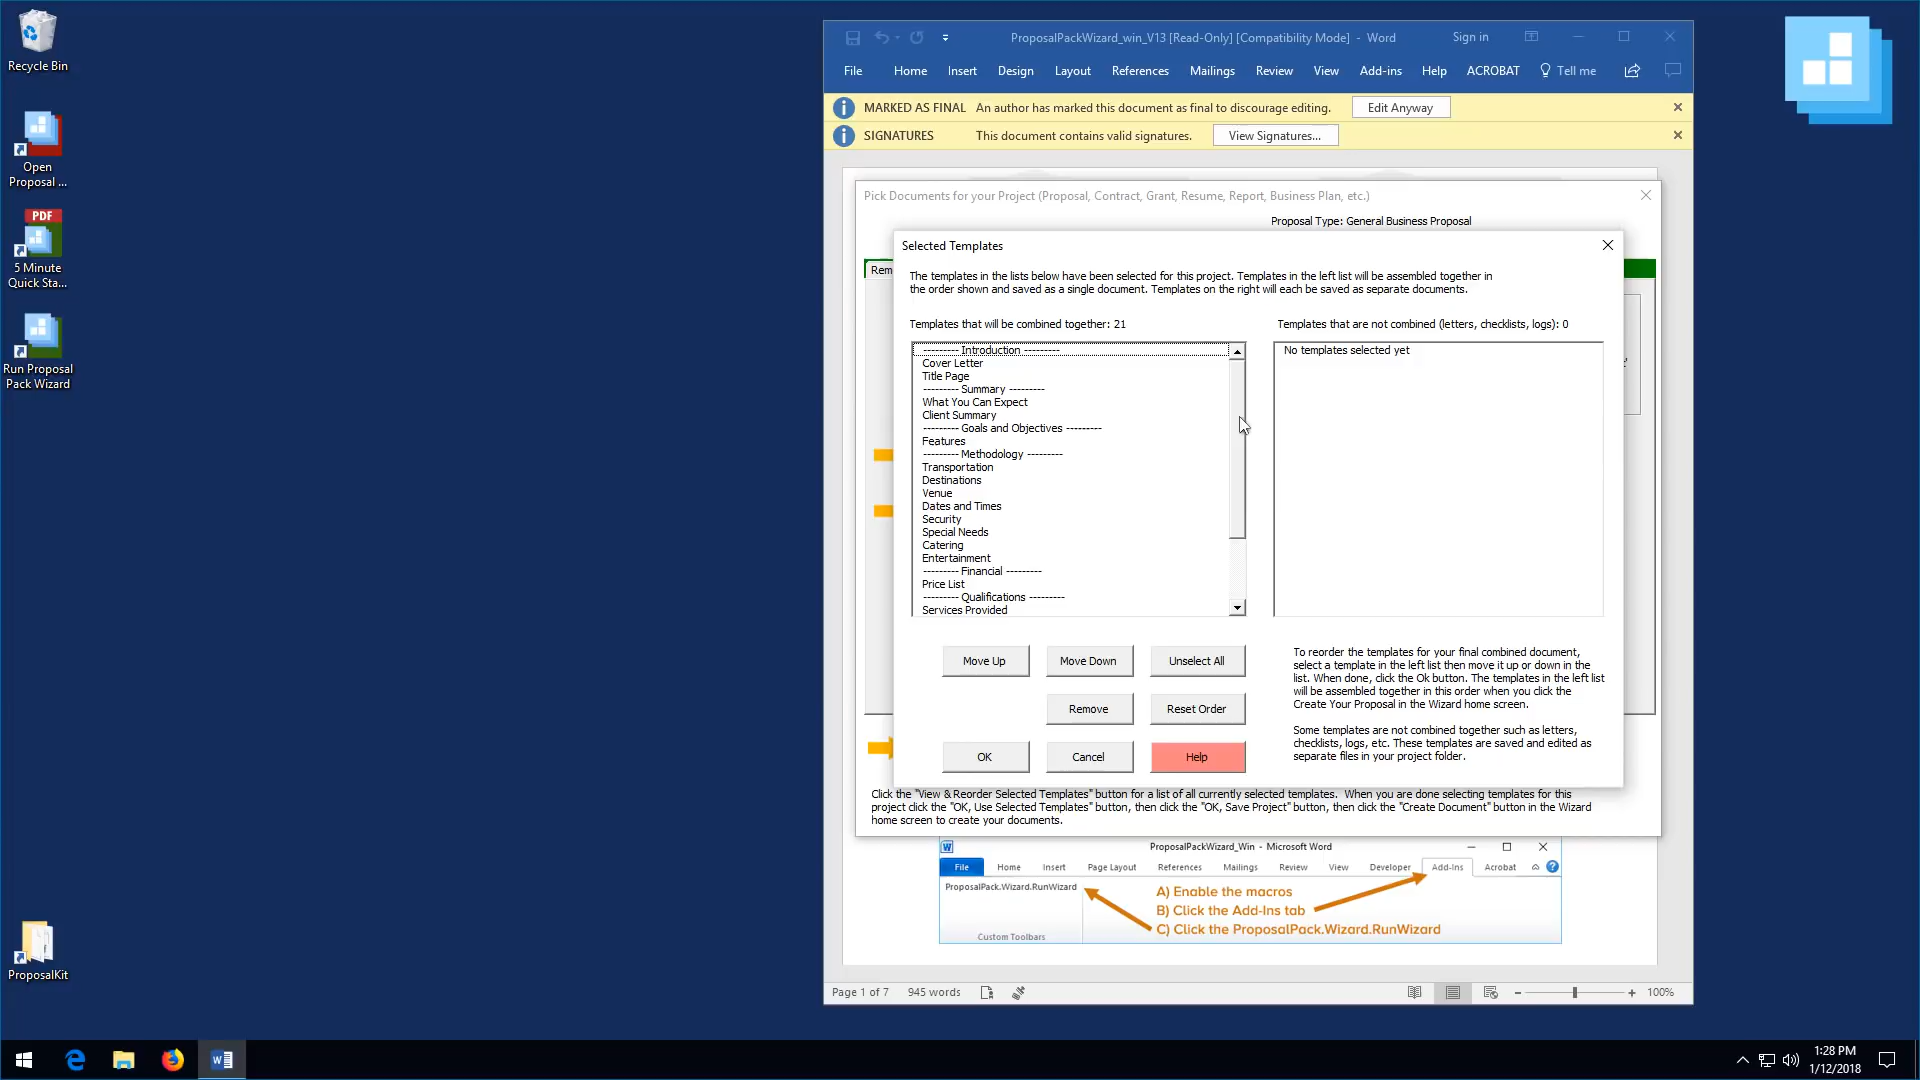 Recycle Bin
Open
Proposal ...
PDF
5 Minute
Quick Sta...
Run Proposal
Pack Wizard
ProposalKit
ProposalPackWizard_win_V13 [Read-Only] [Compatibility Mode] - Word
Sign in
File Home Insert Design Layout References Mailings Review View Add-ins Help ACROBAT Tell me
MARKED AS FINAL An author has marked this document as final to discourage editing. Edit Anyway
SIGNATURES This document contains valid signatures. View Signatures...
Pick Documents for your Project (Proposal, Contract, Grant, Resume, Report, Business Plan, etc.)
Proposal Type: General Business Proposal
Rem
Selected Templates
The templates in the lists below have been selected for this project. Templates in the left list will be assembled together in
the order shown and saved as a single document. Templates on the right will each be saved as separate documents.
Templates that will be combined together: 21
Templates that are not combined (letters, checklists, logs): 0
--------- Introduction ---------
Cover Letter
Title Page
--------- Summary ---------
What You Can Expect
Client Summary
--------- Goals and Objectives ---------
Features
--------- Methodology ---------
Transportation
Destinations
Venue
Dates and Times
Security
Special Needs
Catering
Entertainment
--------- Financial ---------
Price List
--------- Qualifications ---------
Services Provided
No templates selected yet
Move Up Move Down Unselect All
Remove Reset Order
OK Cancel Help
To reorder the templates for your final combined document,
select a template in the left list then move it up or down in the
list. When done, click the Ok button. The templates in the left list
will be assembled together in this order when you click the
Create Your Proposal in the Wizard home screen.
Some templates are not combined together such as letters,
checklists, logs, etc. These templates are saved and edited as
separate files in your project folder.
Click the "View & Reorder Selected Templates" button for a list of all currently selected templates. When you are done selecting templates for this
project click the "OK, Use Selected Templates" button, then click the "OK, Save Project" button, then click the "Create Document" button in the Wizard
home screen to create your documents.
ProposalPackWizard_Win - Microsoft Word
File Home Insert Page Layout References Mailings Review View Developer Add-Ins Acrobat
ProposalPack.Wizard.RunWizard
Custom Toolbars
A) Enable the macros
B) Click the Add-Ins tab
C) Click the ProposalPack.Wizard.RunWizard
Page 1 of 7 945 words
100%
1:28 PM
1/12/2018